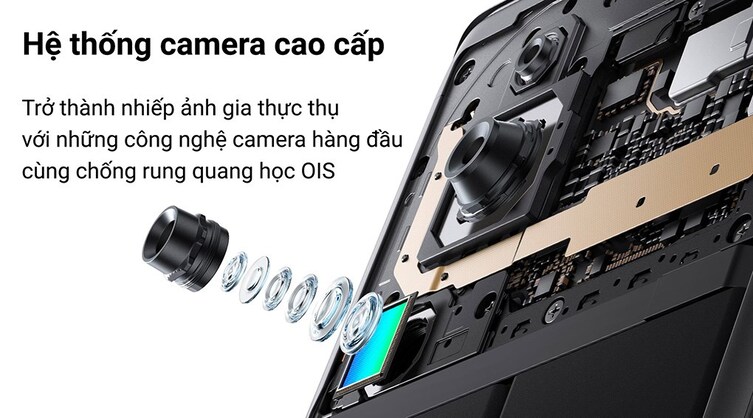 Hệ thống camera cao cấp
Trở thành nhiếp ảnh gia thực thụ
với những công nghệ camera hàng đầu
cùng chống rung quang học OIS